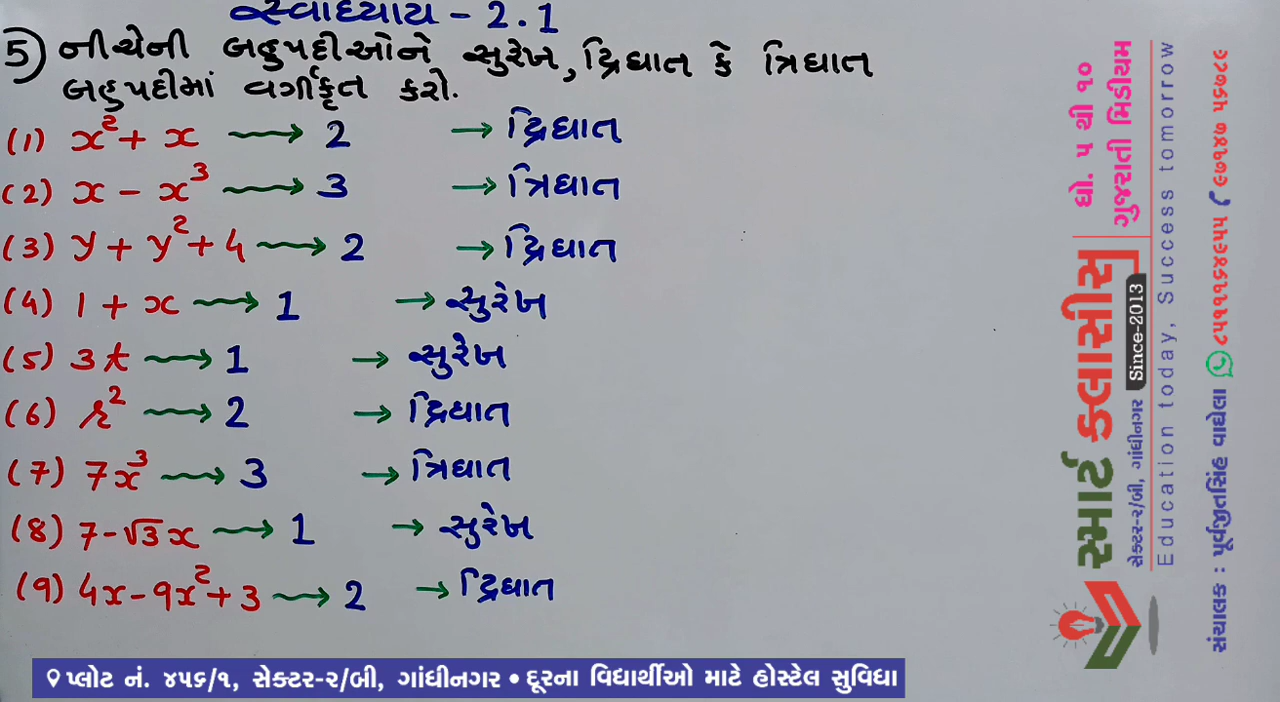 સ્વાધ્યાય - 2.1
5) નીચેની બહુપદીઓને સુરેખ, દ્વિઘાત કે ત્રિઘાત
બહુપદીમાં વર્ગીકૃત કરો.
(1) x² + x → 2 → દ્વિઘાત
(2) x - x³ → 3 → ત્રિઘાત
(3) y + y² + 4 → 2 → દ્વિઘાત
(4) 1 + x → 1 → સુરેખ
(5) 3t → 1 → સુરેખ
(6) r² → 2 → દ્વિઘાત
(7) 7x³ → 3 → ત્રિઘાત
(8) 7-√3x → 1 → સુરેખ
(9) 4x-9x²+3 → 2 → દ્વિઘાત
સ્માર્ટ ક્લાસીસ
ધો. ૫ થી ૧૦
ગુજરાતી મિડીયમ
સેક્ટર-૨/બી, ગાંધીનગર
Since-2013
Education today, Success tomorrow
સંચાલક : પૂર્વજીતસિંહ વાઘેલા ૮૫૧૧૧૬૪૯૫૫ ૯૭૧૪૭ ૫૬૭૮૯
પ્લોટ નં. ૪૫૬/૧, સેક્ટર-૨/બી, ગાંધીનગર • દૂરના વિદ્યાર્થીઓ માટે હોસ્ટેલ સુવિધા